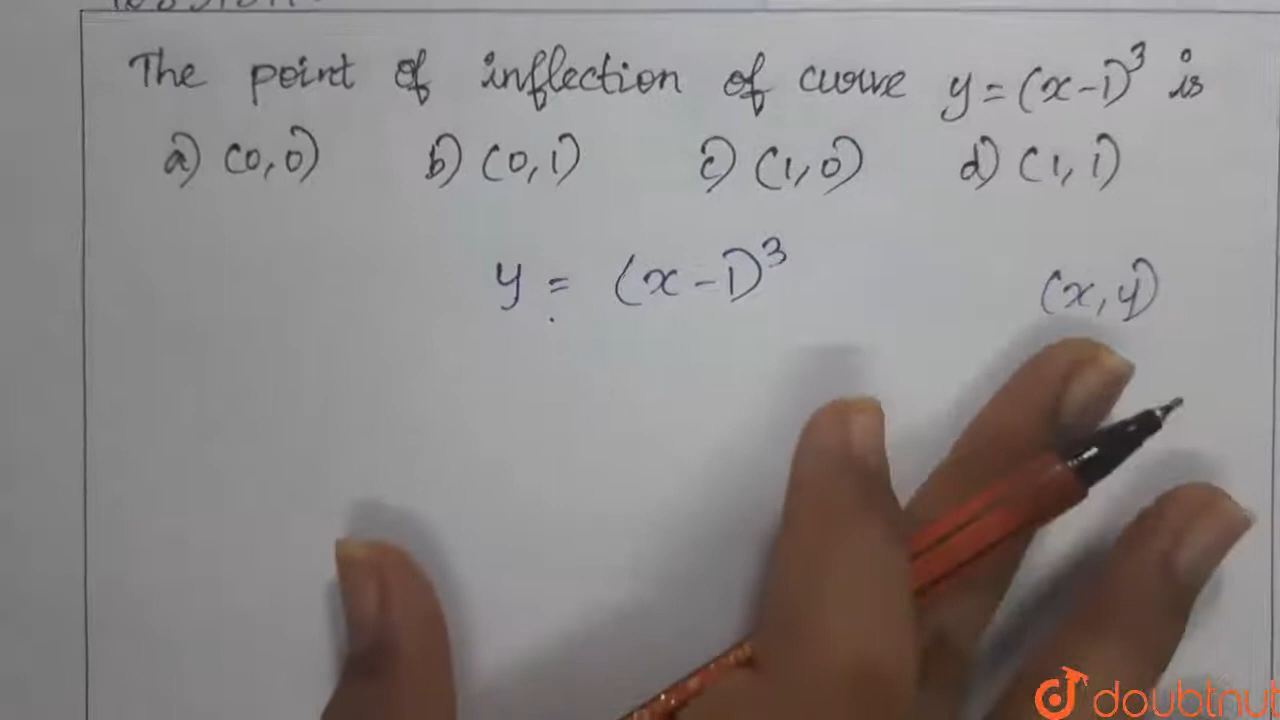 The point of inflection of curve y = (x-1)³ is
a) (0,0) b) (0,1) c) (1,0) d) (1,1)
y = (x-1)³ (x,y)
doubtnut